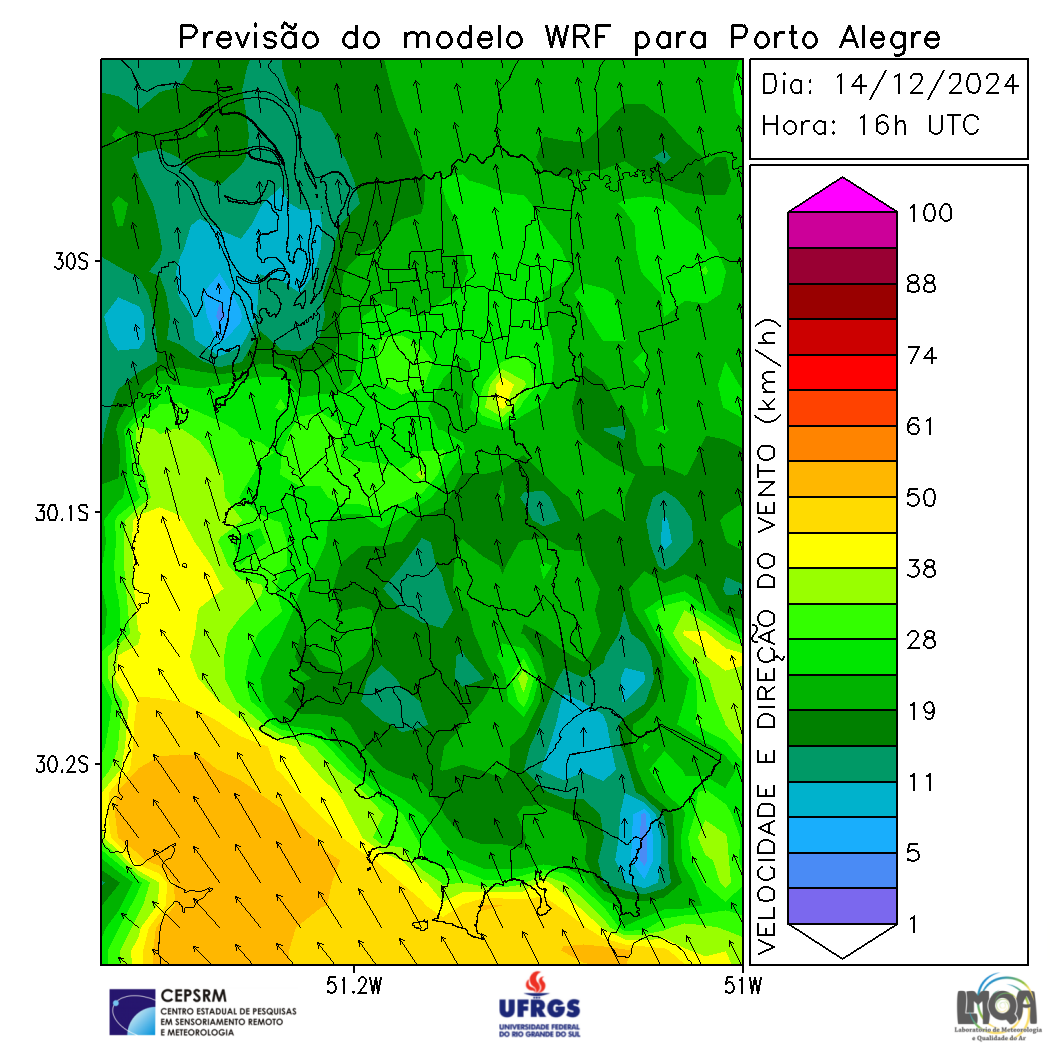 Previsão do modelo WRF para Porto Alegre
Dia: 14/12/2024
Hora: 16h UTC
30S
30.1S
30.2S
51.2W
51W
VELOCIDADE E DIREÇÃO DO VENTO (km/h)
100
88
74
61
50
38
28
19
11
5
1
CEPSRM
CENTRO ESTADUAL DE PESQUISAS
EM SENSORIAMENTO REMOTO
E METEOROLOGIA
UFRGS
UNIVERSIDADE FEDERAL
DO RIO GRANDE DO SUL
LMQA
Laboratório de Meteorologia
e Qualidade do Ar